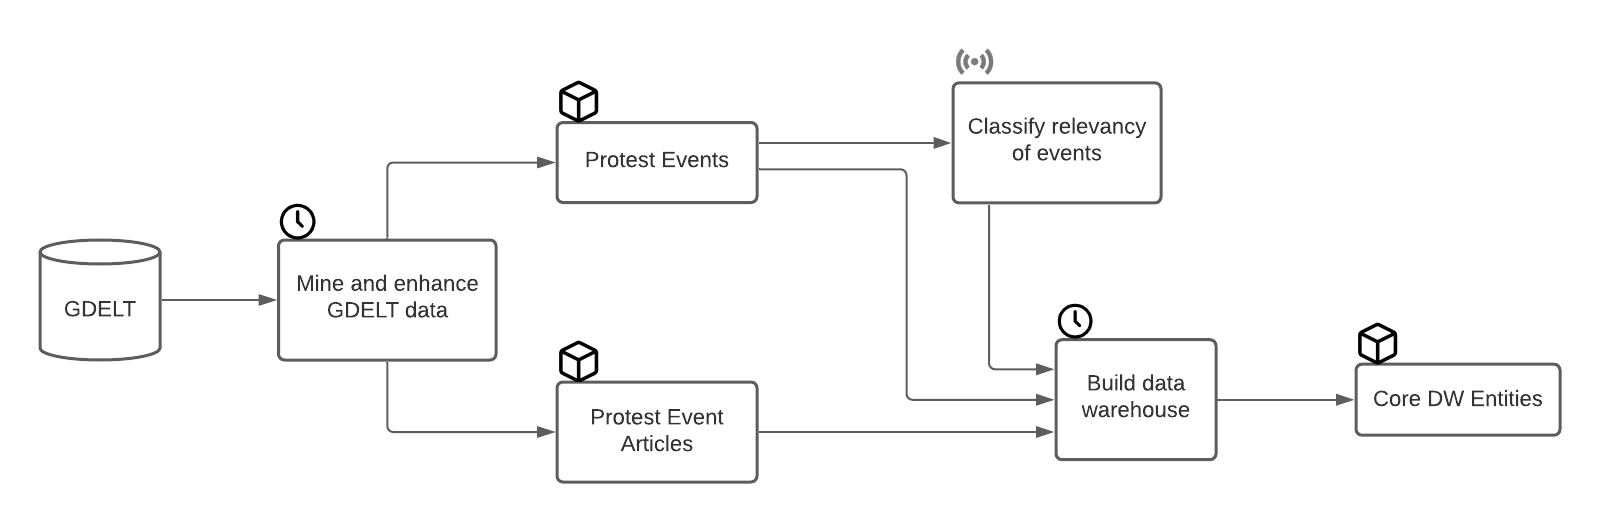 GDELT
Mine and enhance
GDELT data
Protest Events
Protest Event
Articles
Classify relevancy
of events
Build data
warehouse
Core DW Entities